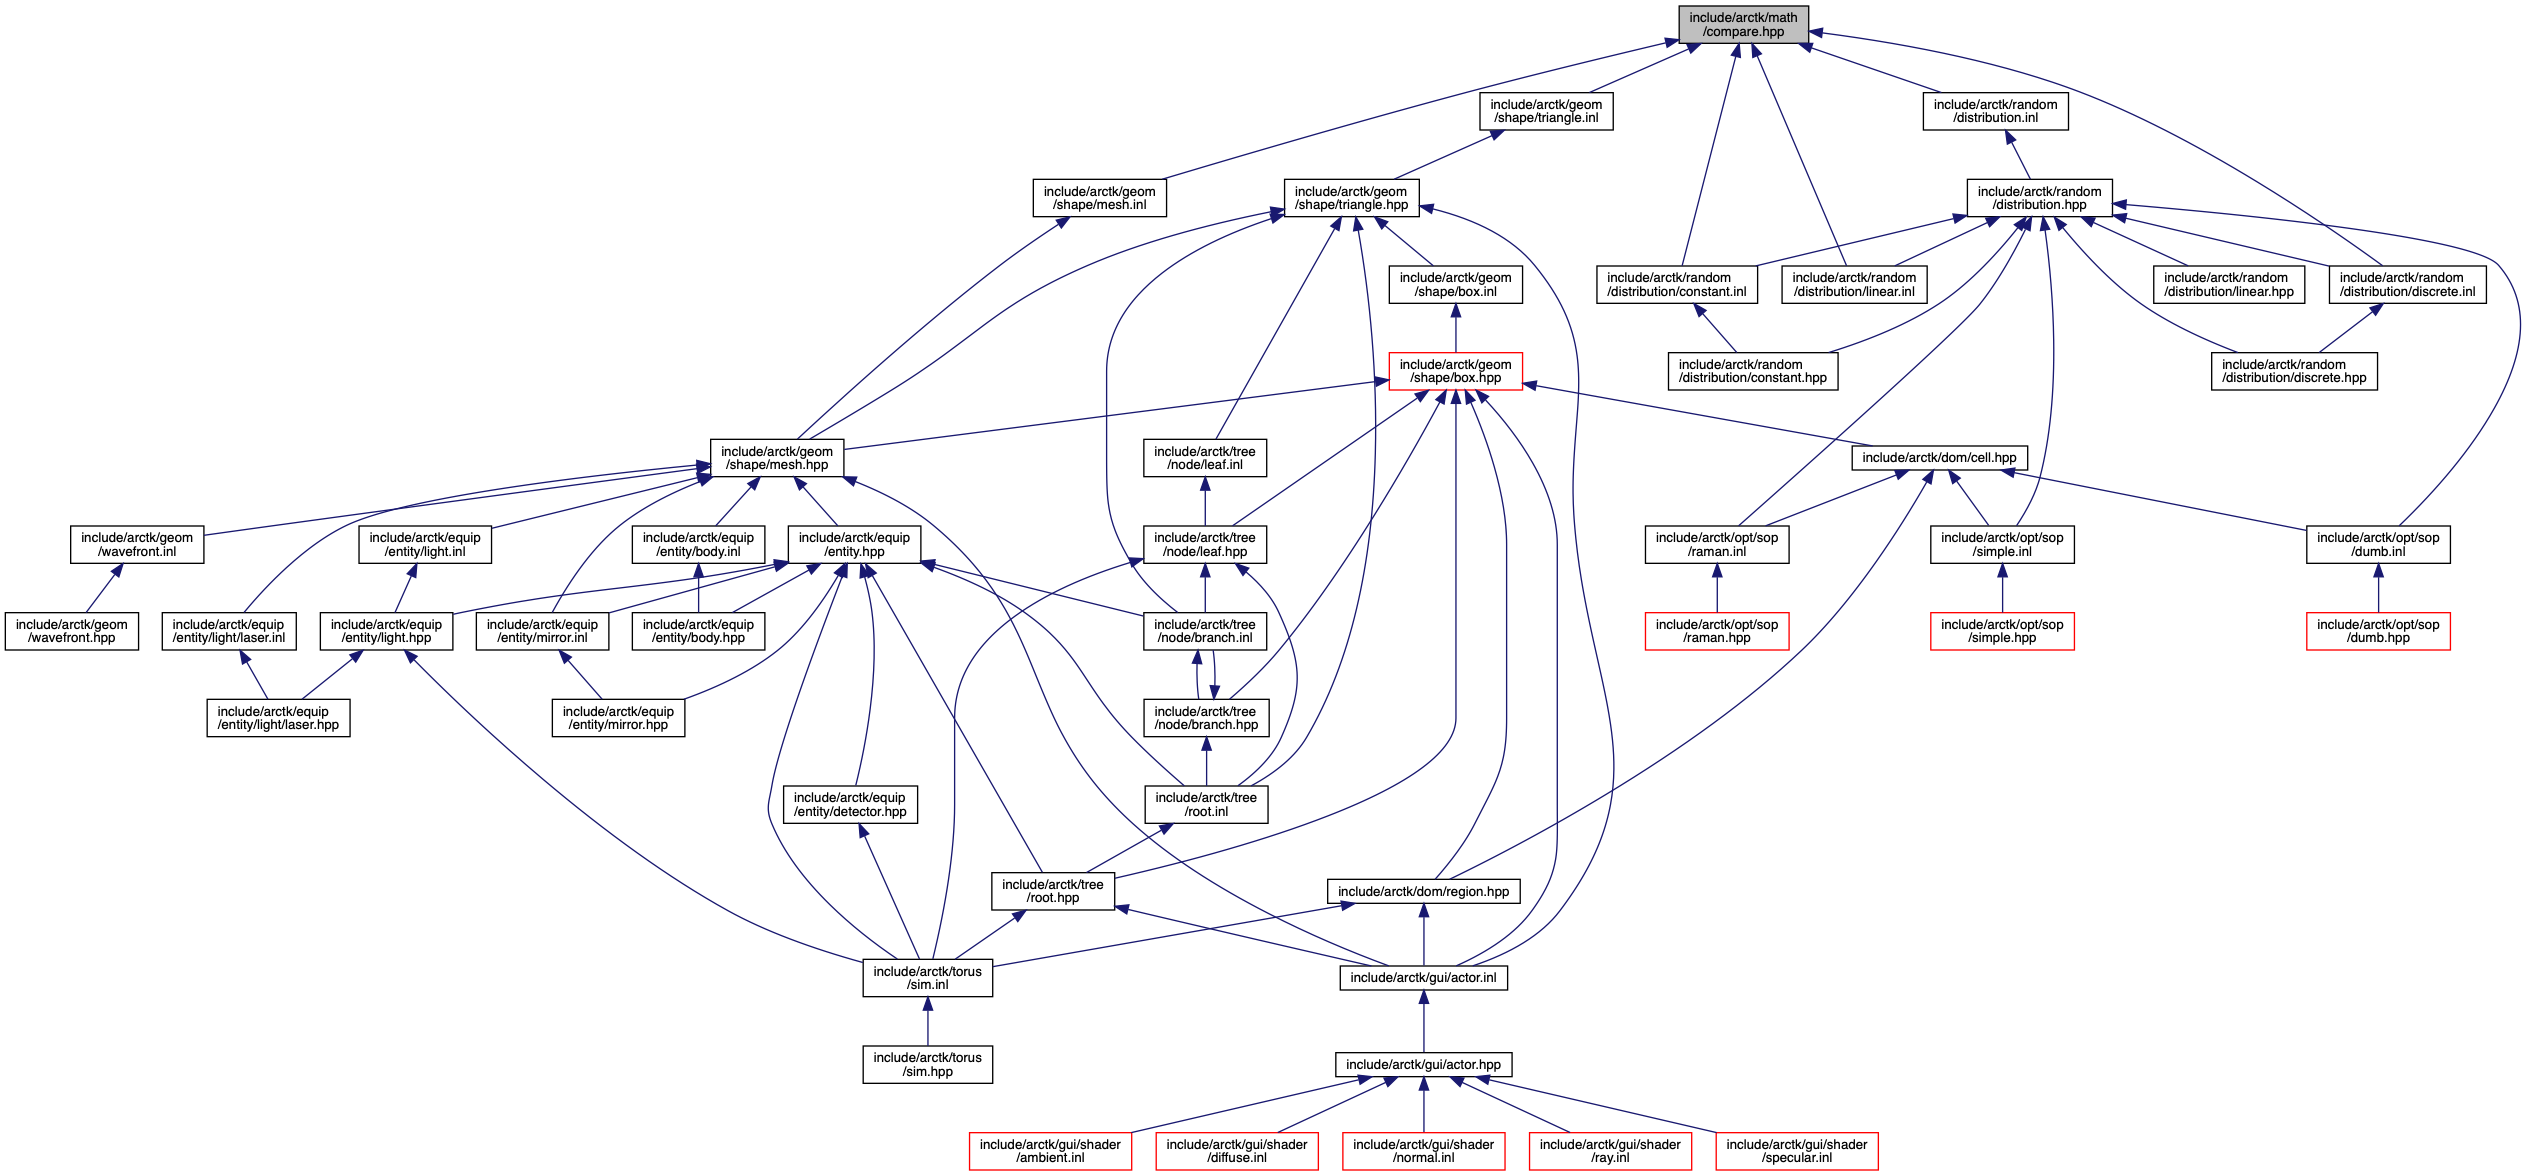 include/arctk/math
/compare.hpp
include/arctk/geom
/shape/triangle.inl
include/arctk/random
/distribution.inl
include/arctk/geom
/shape/mesh.inl
include/arctk/geom
/shape/triangle.hpp
include/arctk/random
/distribution.hpp
include/arctk/geom
/shape/box.inl
include/arctk/random
/distribution/constant.inl
include/arctk/random
/distribution/linear.inl
include/arctk/random
/distribution/linear.hpp
include/arctk/random
/distribution/discrete.inl
include/arctk/geom
/shape/box.hpp
include/arctk/random
/distribution/constant.hpp
include/arctk/random
/distribution/discrete.hpp
include/arctk/geom
/shape/mesh.hpp
include/arctk/tree
/node/leaf.inl
include/arctk/dom/cell.hpp
include/arctk/geom
/wavefront.inl
include/arctk/equip
/entity/light.inl
include/arctk/equip
/entity/body.inl
include/arctk/equip
/entity.hpp
include/arctk/tree
/node/leaf.hpp
include/arctk/opt/sop
/raman.inl
include/arctk/opt/sop
/simple.inl
include/arctk/opt/sop
/dumb.inl
include/arctk/geom
/wavefront.hpp
include/arctk/equip
/entity/light/laser.inl
include/arctk/equip
/entity/light.hpp
include/arctk/equip
/entity/mirror.inl
include/arctk/equip
/entity/body.hpp
include/arctk/tree
/node/branch.inl
include/arctk/opt/sop
/raman.hpp
include/arctk/opt/sop
/simple.hpp
include/arctk/opt/sop
/dumb.hpp
include/arctk/equip
/entity/light/laser.hpp
include/arctk/equip
/entity/mirror.hpp
include/arctk/tree
/node/branch.hpp
include/arctk/equip
/entity/detector.hpp
include/arctk/tree
/root.inl
include/arctk/tree
/root.hpp
include/arctk/dom/region.hpp
include/arctk/torus
/sim.inl
include/arctk/gui/actor.inl
include/arctk/torus
/sim.hpp
include/arctk/gui/actor.hpp
include/arctk/gui/shader
/ambient.inl
include/arctk/gui/shader
/diffuse.inl
include/arctk/gui/shader
/normal.inl
include/arctk/gui/shader
/ray.inl
include/arctk/gui/shader
/specular.inl